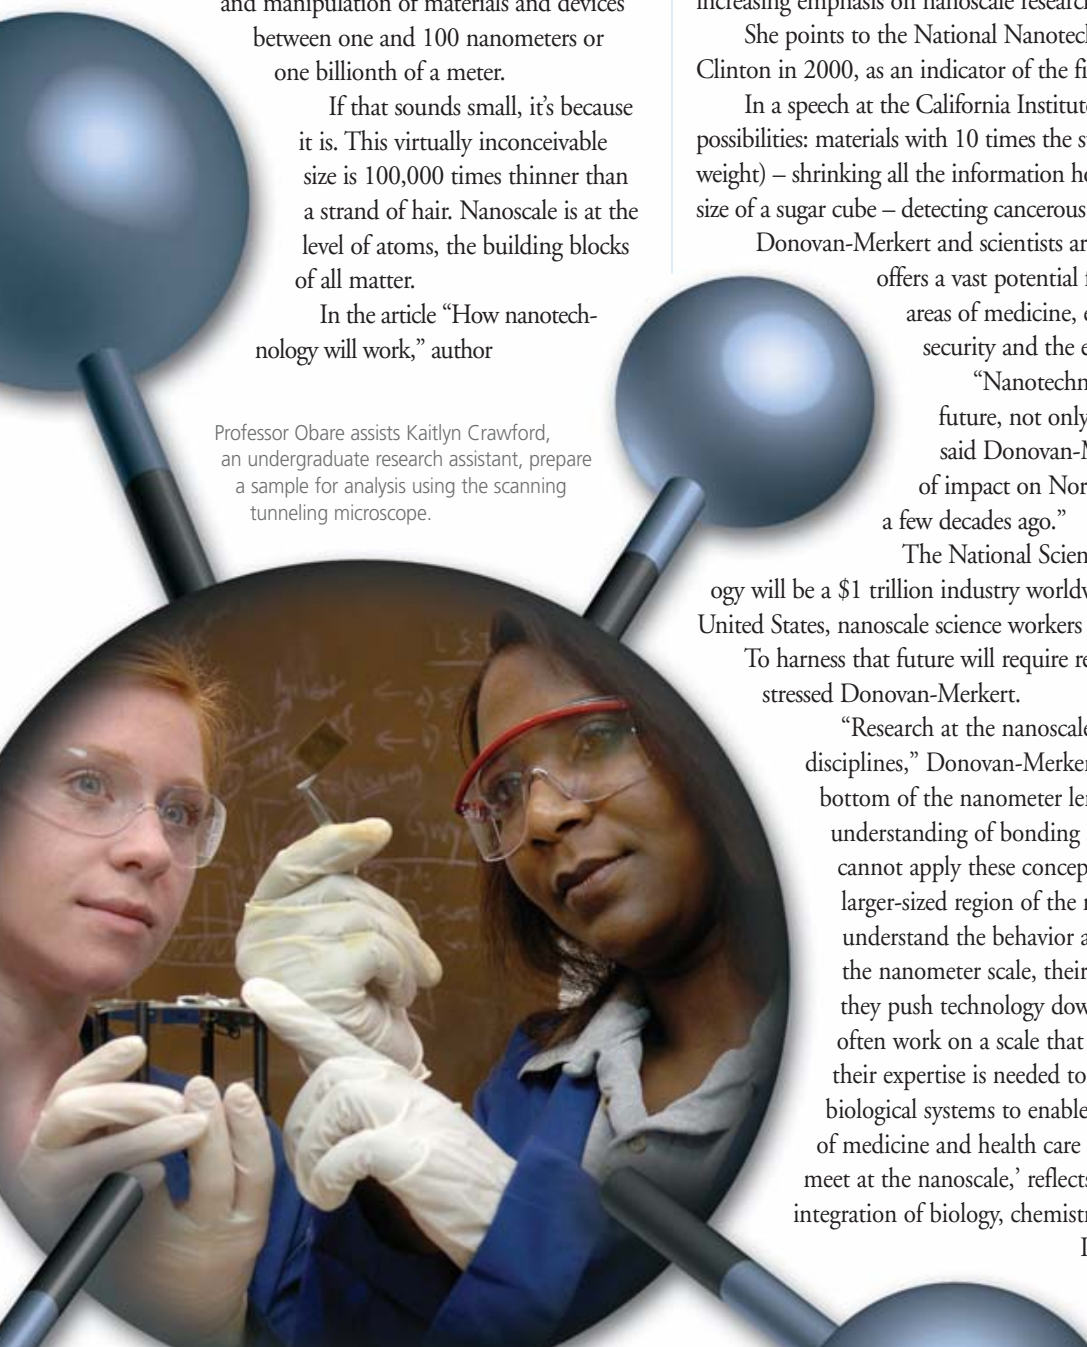 and manipulation of materials and devices
between one and 100 nanometers or
one billionth of a meter.
If that sounds small, it’s because
it is. This virtually inconceivable
size is 100,000 times thinner than
a strand of hair. Nanoscale is at the
level of atoms, the building blocks
of all matter.
In the article “How nanotech-
nology will work,” author
Professor Obare assists Kaitlyn Crawford,
an undergraduate research assistant, prepare
a sample for analysis using the scanning
tunneling microscope.
increasing emphasis on nanoscale research
She points to the National Nanotech
Clinton in 2000, as an indicator of the fi
In a speech at the California Institute
possibilities: materials with 10 times the s
weight) – shrinking all the information ho
size of a sugar cube – detecting cancerous
Donovan-Merkert and scientists ar
offers a vast potential f
areas of medicine, e
security and the e
“Nanotechn
future, not only
said Donovan-M
of impact on Nor
a few decades ago.”
The National Scien
ogy will be a $1 trillion industry worldw
United States, nanoscale science workers
To harness that future will require re
stressed Donovan-Merkert.
“Research at the nanoscale
disciplines,” Donovan-Merker
bottom of the nanometer len
understanding of bonding
cannot apply these concep
larger-sized region of the n
understand the behavior a
the nanometer scale, their
they push technology dow
often work on a scale that
their expertise is needed to
biological systems to enable
of medicine and health care
meet at the nanoscale,’ reflects
integration of biology, chemistr